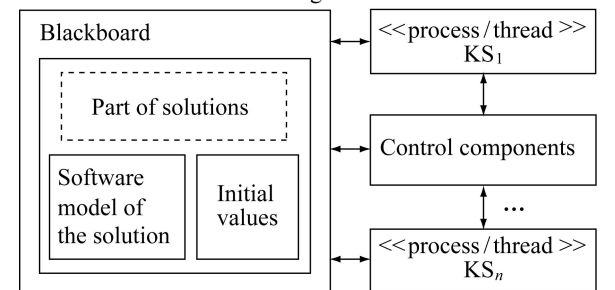 Blackboard
Part of solutions
Software
model of
the solution
Initial
values
<<process/thread >>
KS₁
Control components
...
<<process/thread >>
KSₙ